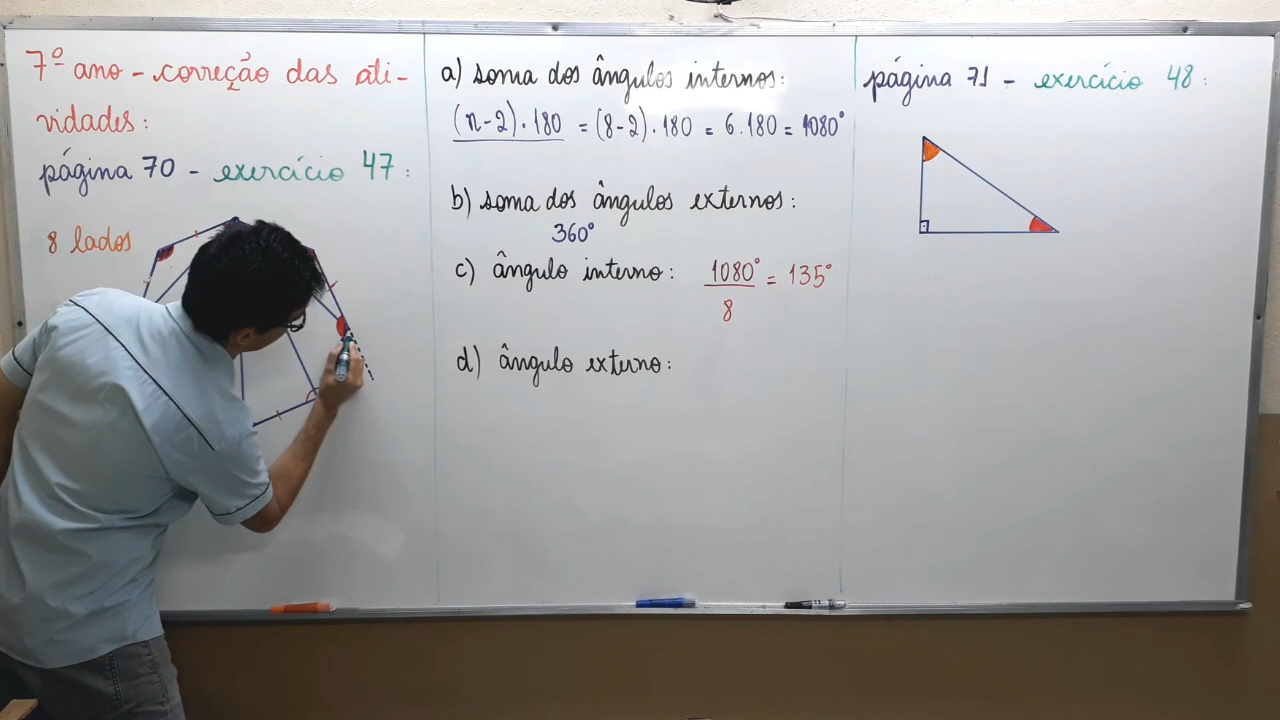 7º ano - correção das ati-
vidades:
página 70 - exercício 47:
8 lados
a) soma dos ângulos internos:
(n-2).180 = (8-2).180 = 6.180 = 1080°
b) soma dos ângulos externos:
360°
c) ângulo interno: 1080°/8 = 135°
d) ângulo externo:
página 71 - exercício 48: